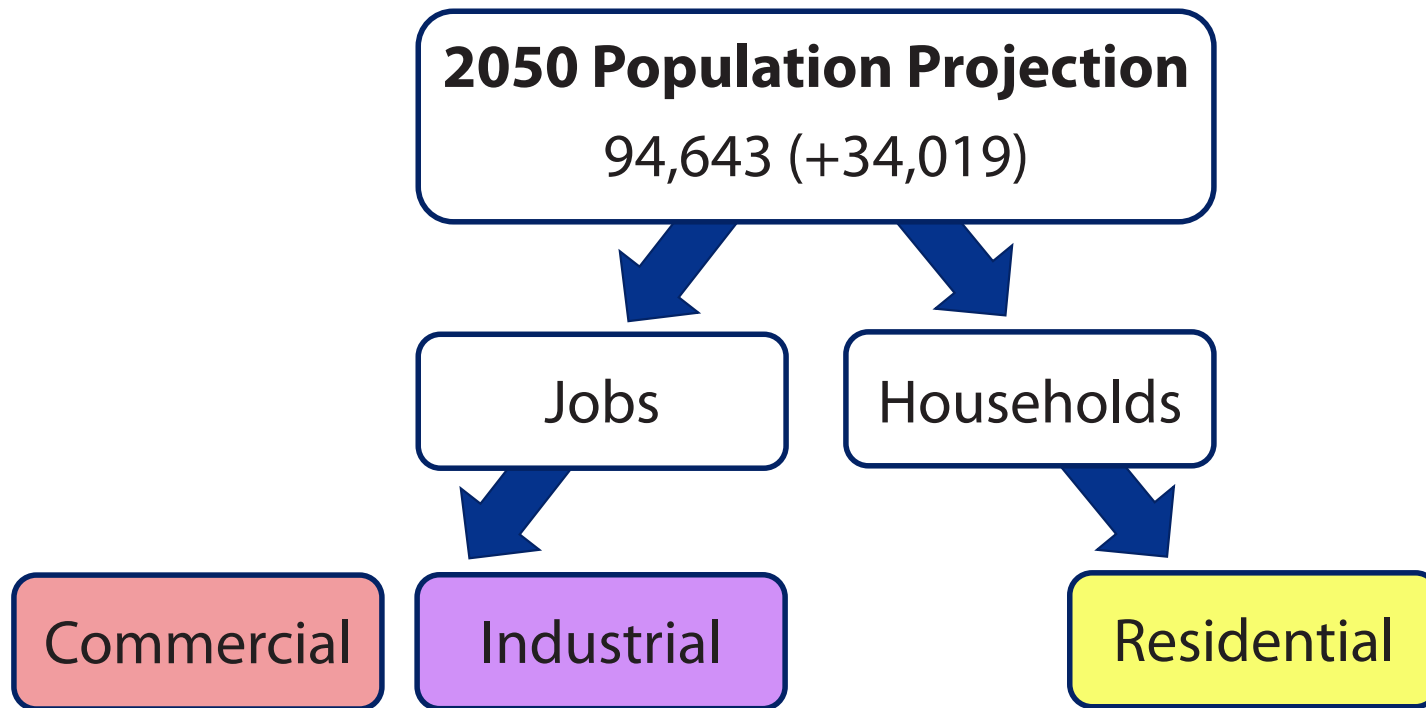 2050 Population Projection
94,643 (+34,019)
Jobs
Households
Commercial
Industrial
Residential